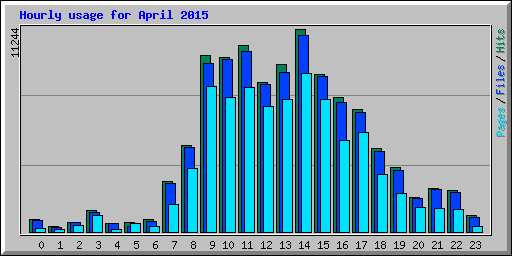 Hourly usage for April 2015
11244
Pages/Files/Hits
0 1 2 3 4 5 6 7 8 9 10 11 12 13 14 15 16 17 18 19 20 21 22 23